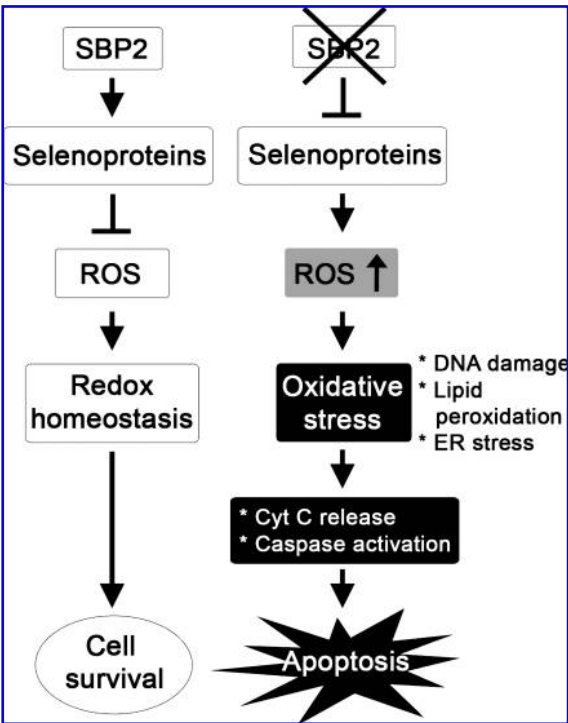 SBP2
Selenoproteins
ROS
Redox
homeostasis
Cell
survival
SBP2
Selenoproteins
ROS ↑
Oxidative
stress
* DNA damage
* Lipid
peroxidation
* ER stress
* Cyt C release
* Caspase activation
Apoptosis